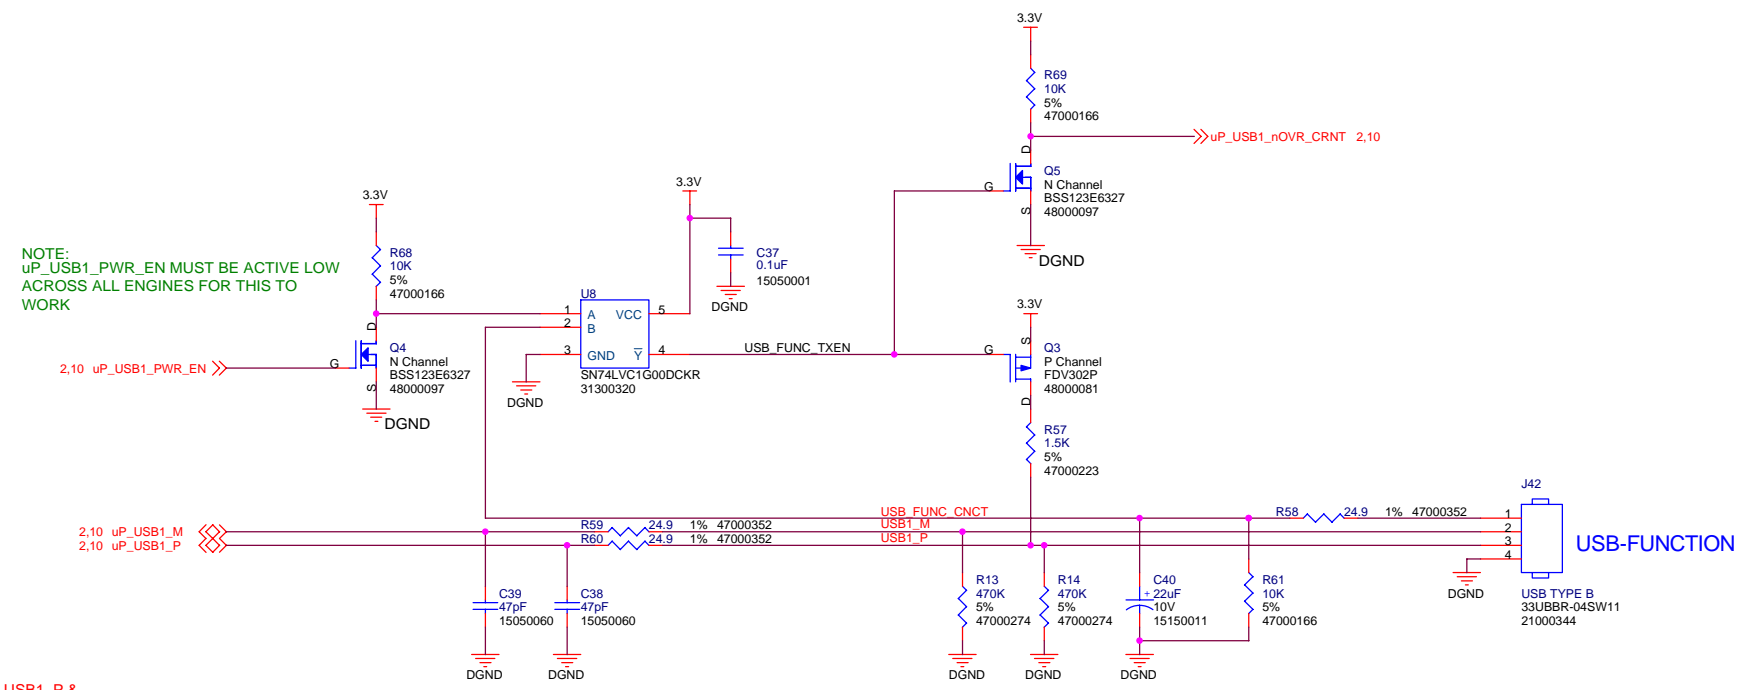 3.3V
R69
10K
5%
47000166
D
uP_USB1_nOVR_CRNT 2,10
Q5
N Channel
BSS123E6327
48000097
G
S
DGND
3.3V
3.3V
NOTE:
uP_USB1_PWR_EN MUST BE ACTIVE LOW
ACROSS ALL ENGINES FOR THIS TO
WORK
R68
10K
5%
47000166
C37
0.1uF
15050001
DGND
U8
1 A VCC 5
2 B
3 GND Y 4
SN74LVC1G00DCKR
31300320
DGND
USB_FUNC_TXEN
D
2,10 uP_USB1_PWR_EN
G
Q4
N Channel
BSS123E6327
48000097
S
DGND
3.3V
S
G
Q3
P Channel
FDV302P
48000081
D
R57
1.5K
5%
47000223
J42
USB_FUNC_CNCT
R58 24.9 1% 47000352
1
2,10 uP_USB1_M
R59 24.9 1% 47000352
USB1_M
2
2,10 uP_USB1_P
R60 24.9 1% 47000352
USB1_P
3
4
USB-FUNCTION
DGND
USB TYPE B
33UBBR-04SW11
21000344
C39
47pF
15050060
DGND
C38
47pF
15050060
DGND
R13
470K
5%
47000274
DGND
R14
470K
5%
47000274
DGND
C40
+ 22uF
10V
15150011
DGND
R61
10K
5%
47000166
USB1_P &